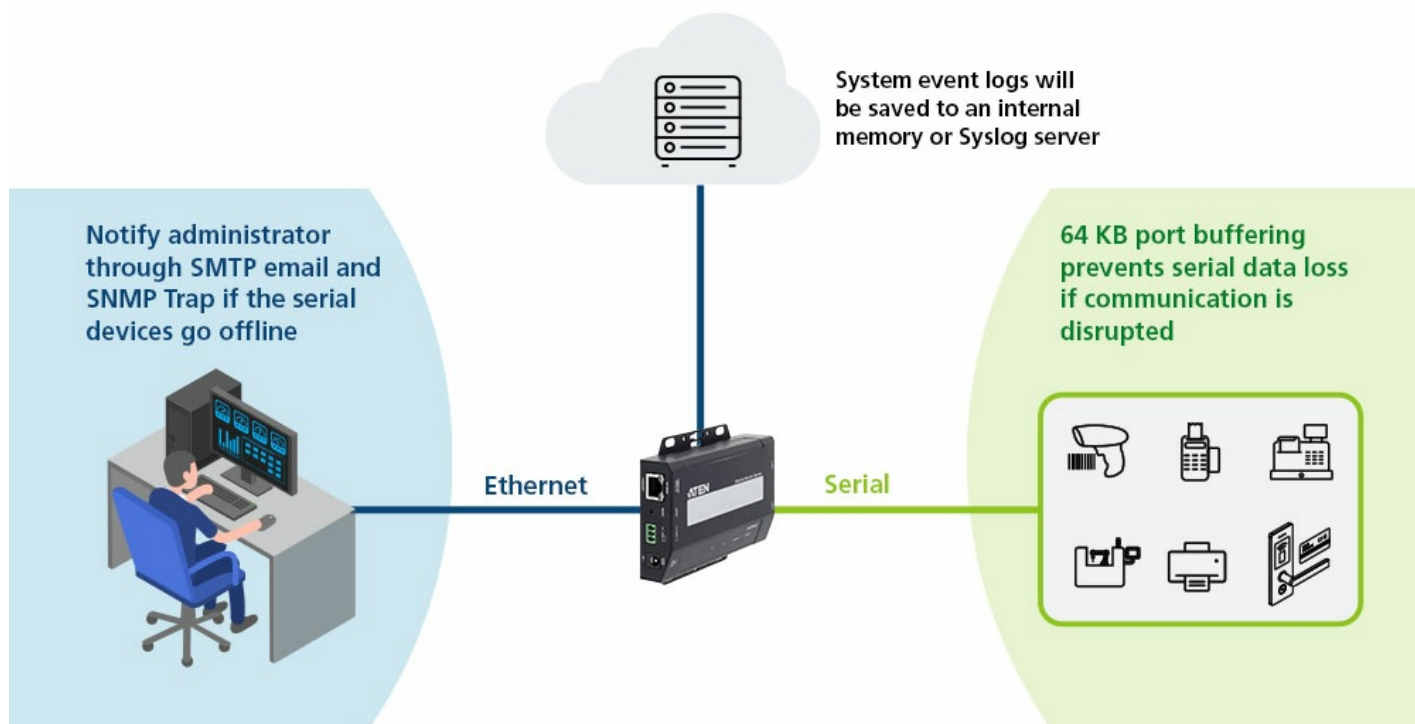 System event logs will
be saved to an internal
memory or Syslog server
Notify administrator
through SMTP email and
SNMP Trap if the serial
devices go offline
64 KB port buffering
prevents serial data loss
if communication is
disrupted
Ethernet
Serial
ATEN